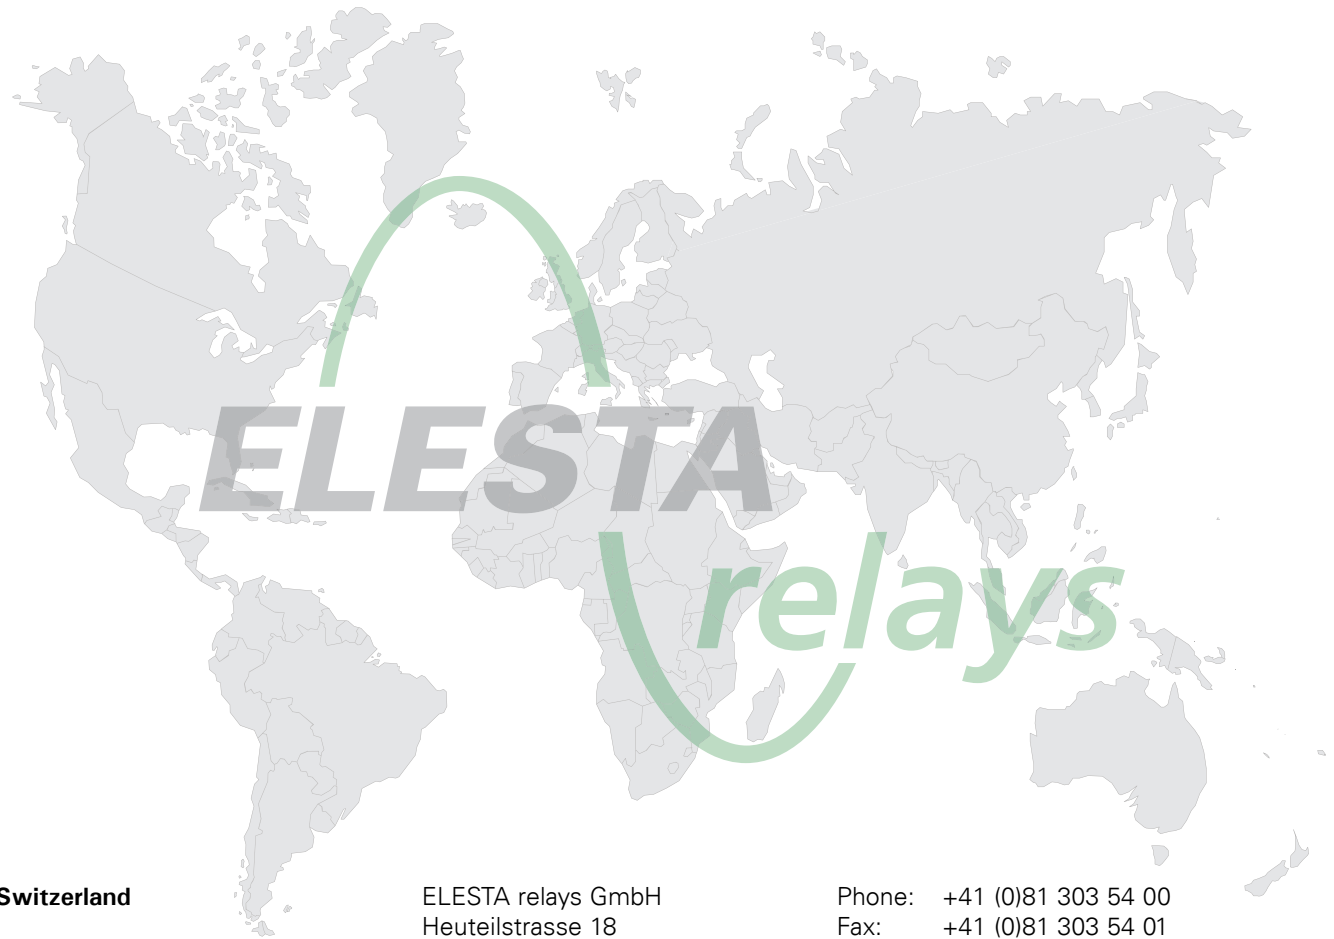 ELESTA
relays
Switzerland ELESTA relays GmbH Phone: +41 (0)81 303 54 00
Heuteilstrasse 18 Fax: +41 (0)81 303 54 01